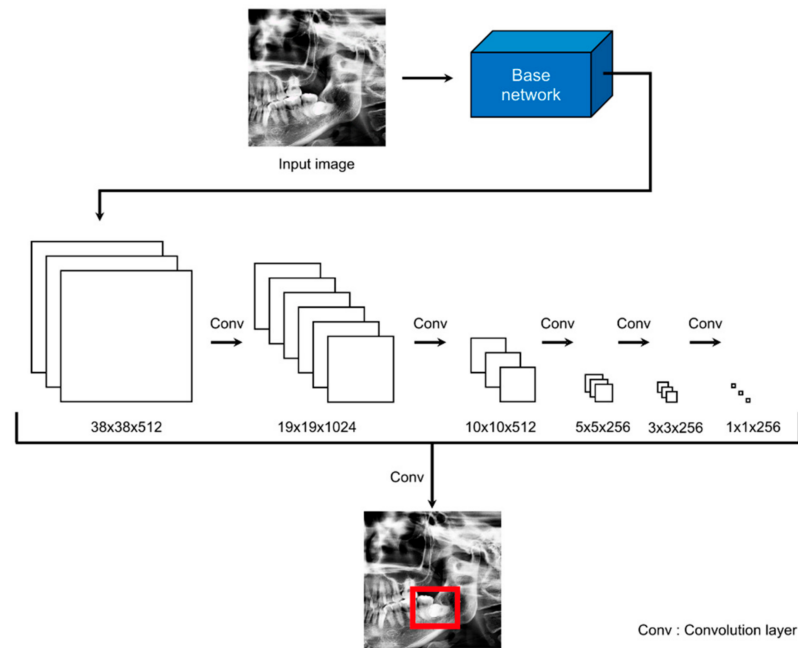 Base
network
Input image
Conv
Conv
Conv
Conv
Conv
38x38x512
19x19x1024
10x10x512
5x5x256
3x3x256
1x1x256
Conv
Conv : Convolution layer